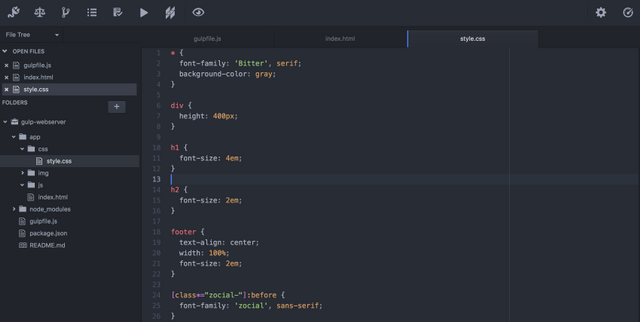 File Tree
gulpfile.js
index.html
style.css
OPEN FILES
gulpfile.js
index.html
style.css
FOLDERS
+
gulp-webserver
app
css
style.css
img
js
index.html
node_modules
gulpfile.js
package.json
README.md
1 * {
2 font-family: 'Bitter', serif;
3 background-color: gray;
4 }
5
6 div {
7 height: 400px;
8 }
9
10 h1 {
11 font-size: 4em;
12 }
13
14 h2 {
15 font-size: 2em;
16 }
17
18 footer {
19 text-align: center;
20 width: 100%;
21 font-size: 2em;
22 }
23
24 [class*="zocial-"]:before {
25 font-family: 'zocial', sans-serif;
26 }